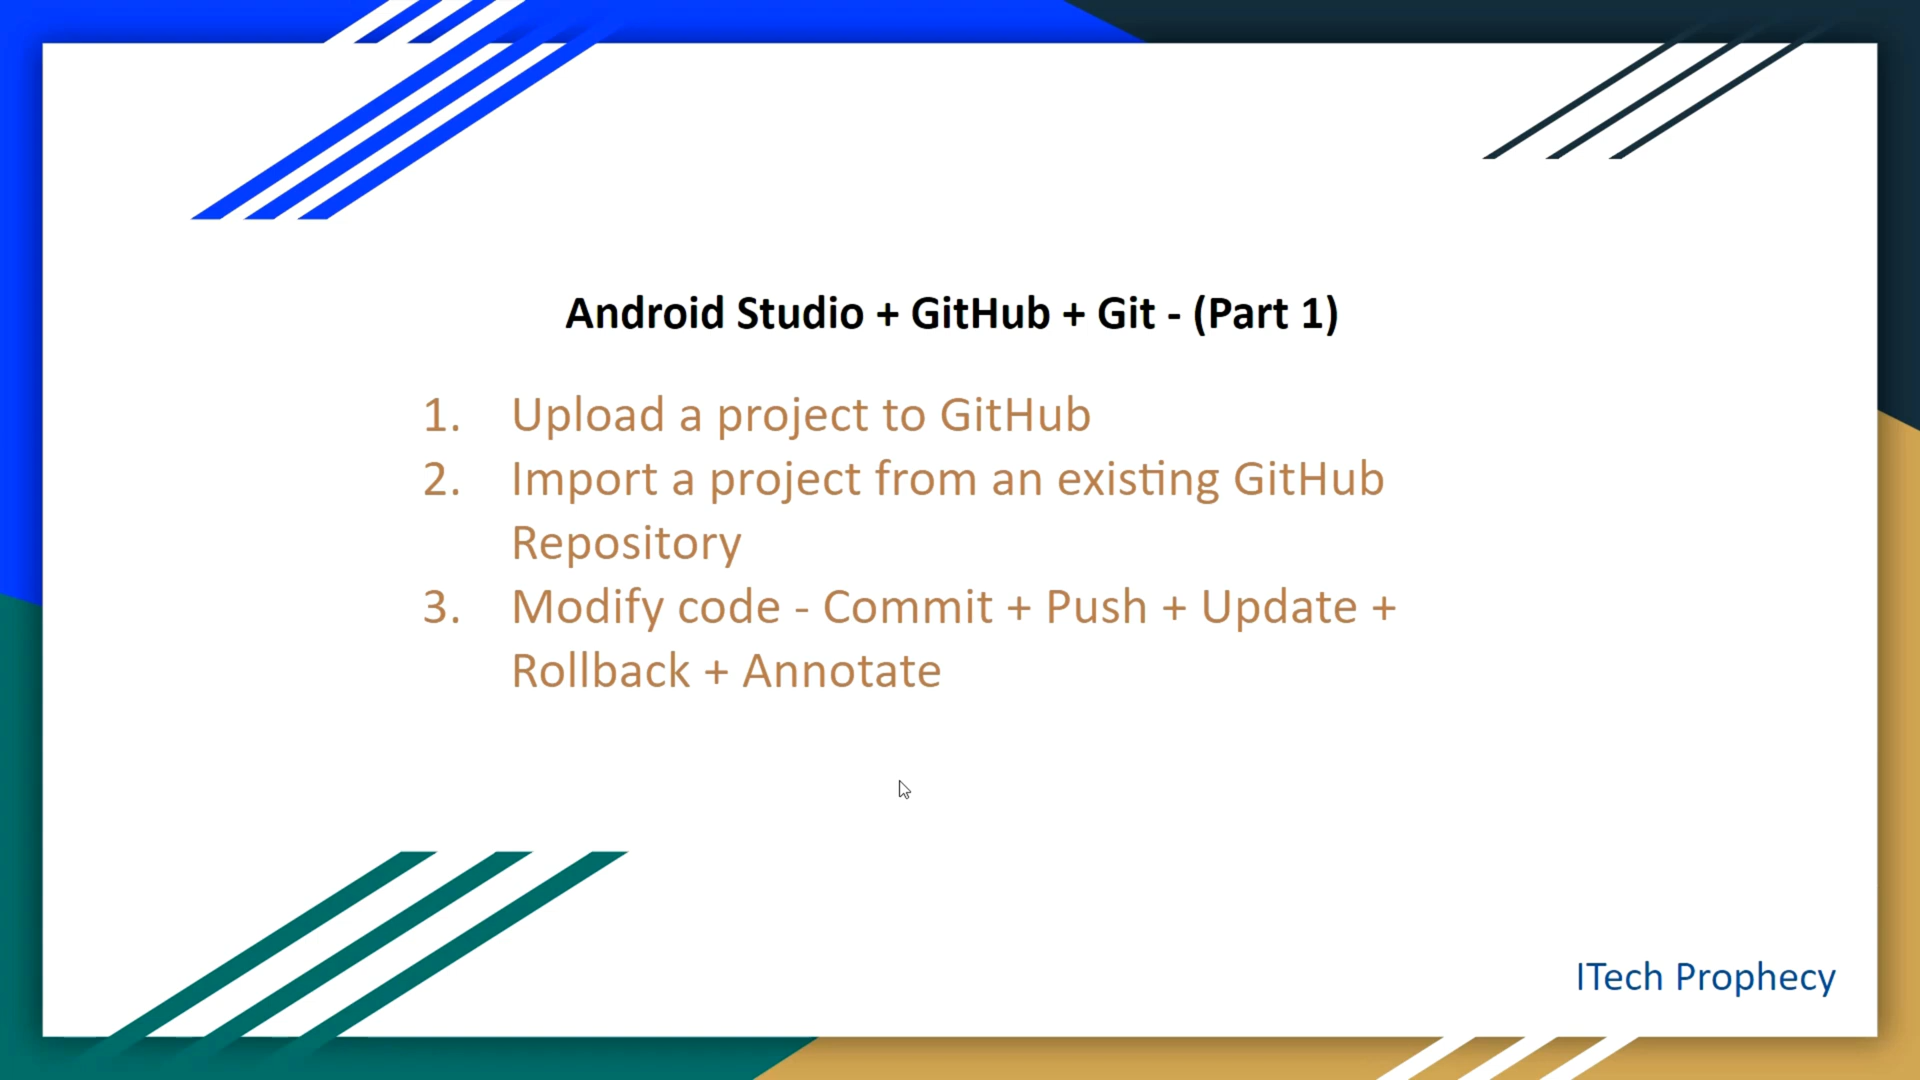 Android Studio + GitHub + Git - (Part 1)
1. Upload a project to GitHub
2. Import a project from an existing GitHub
Repository
3. Modify code - Commit + Push + Update +
Rollback + Annotate
ITech Prophecy